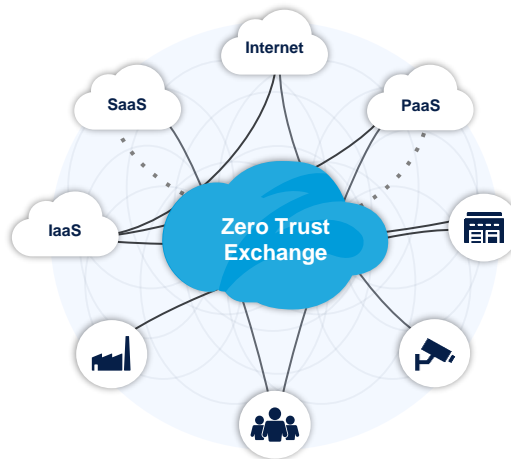 Internet
SaaS
PaaS
IaaS
Zero Trust
Exchange